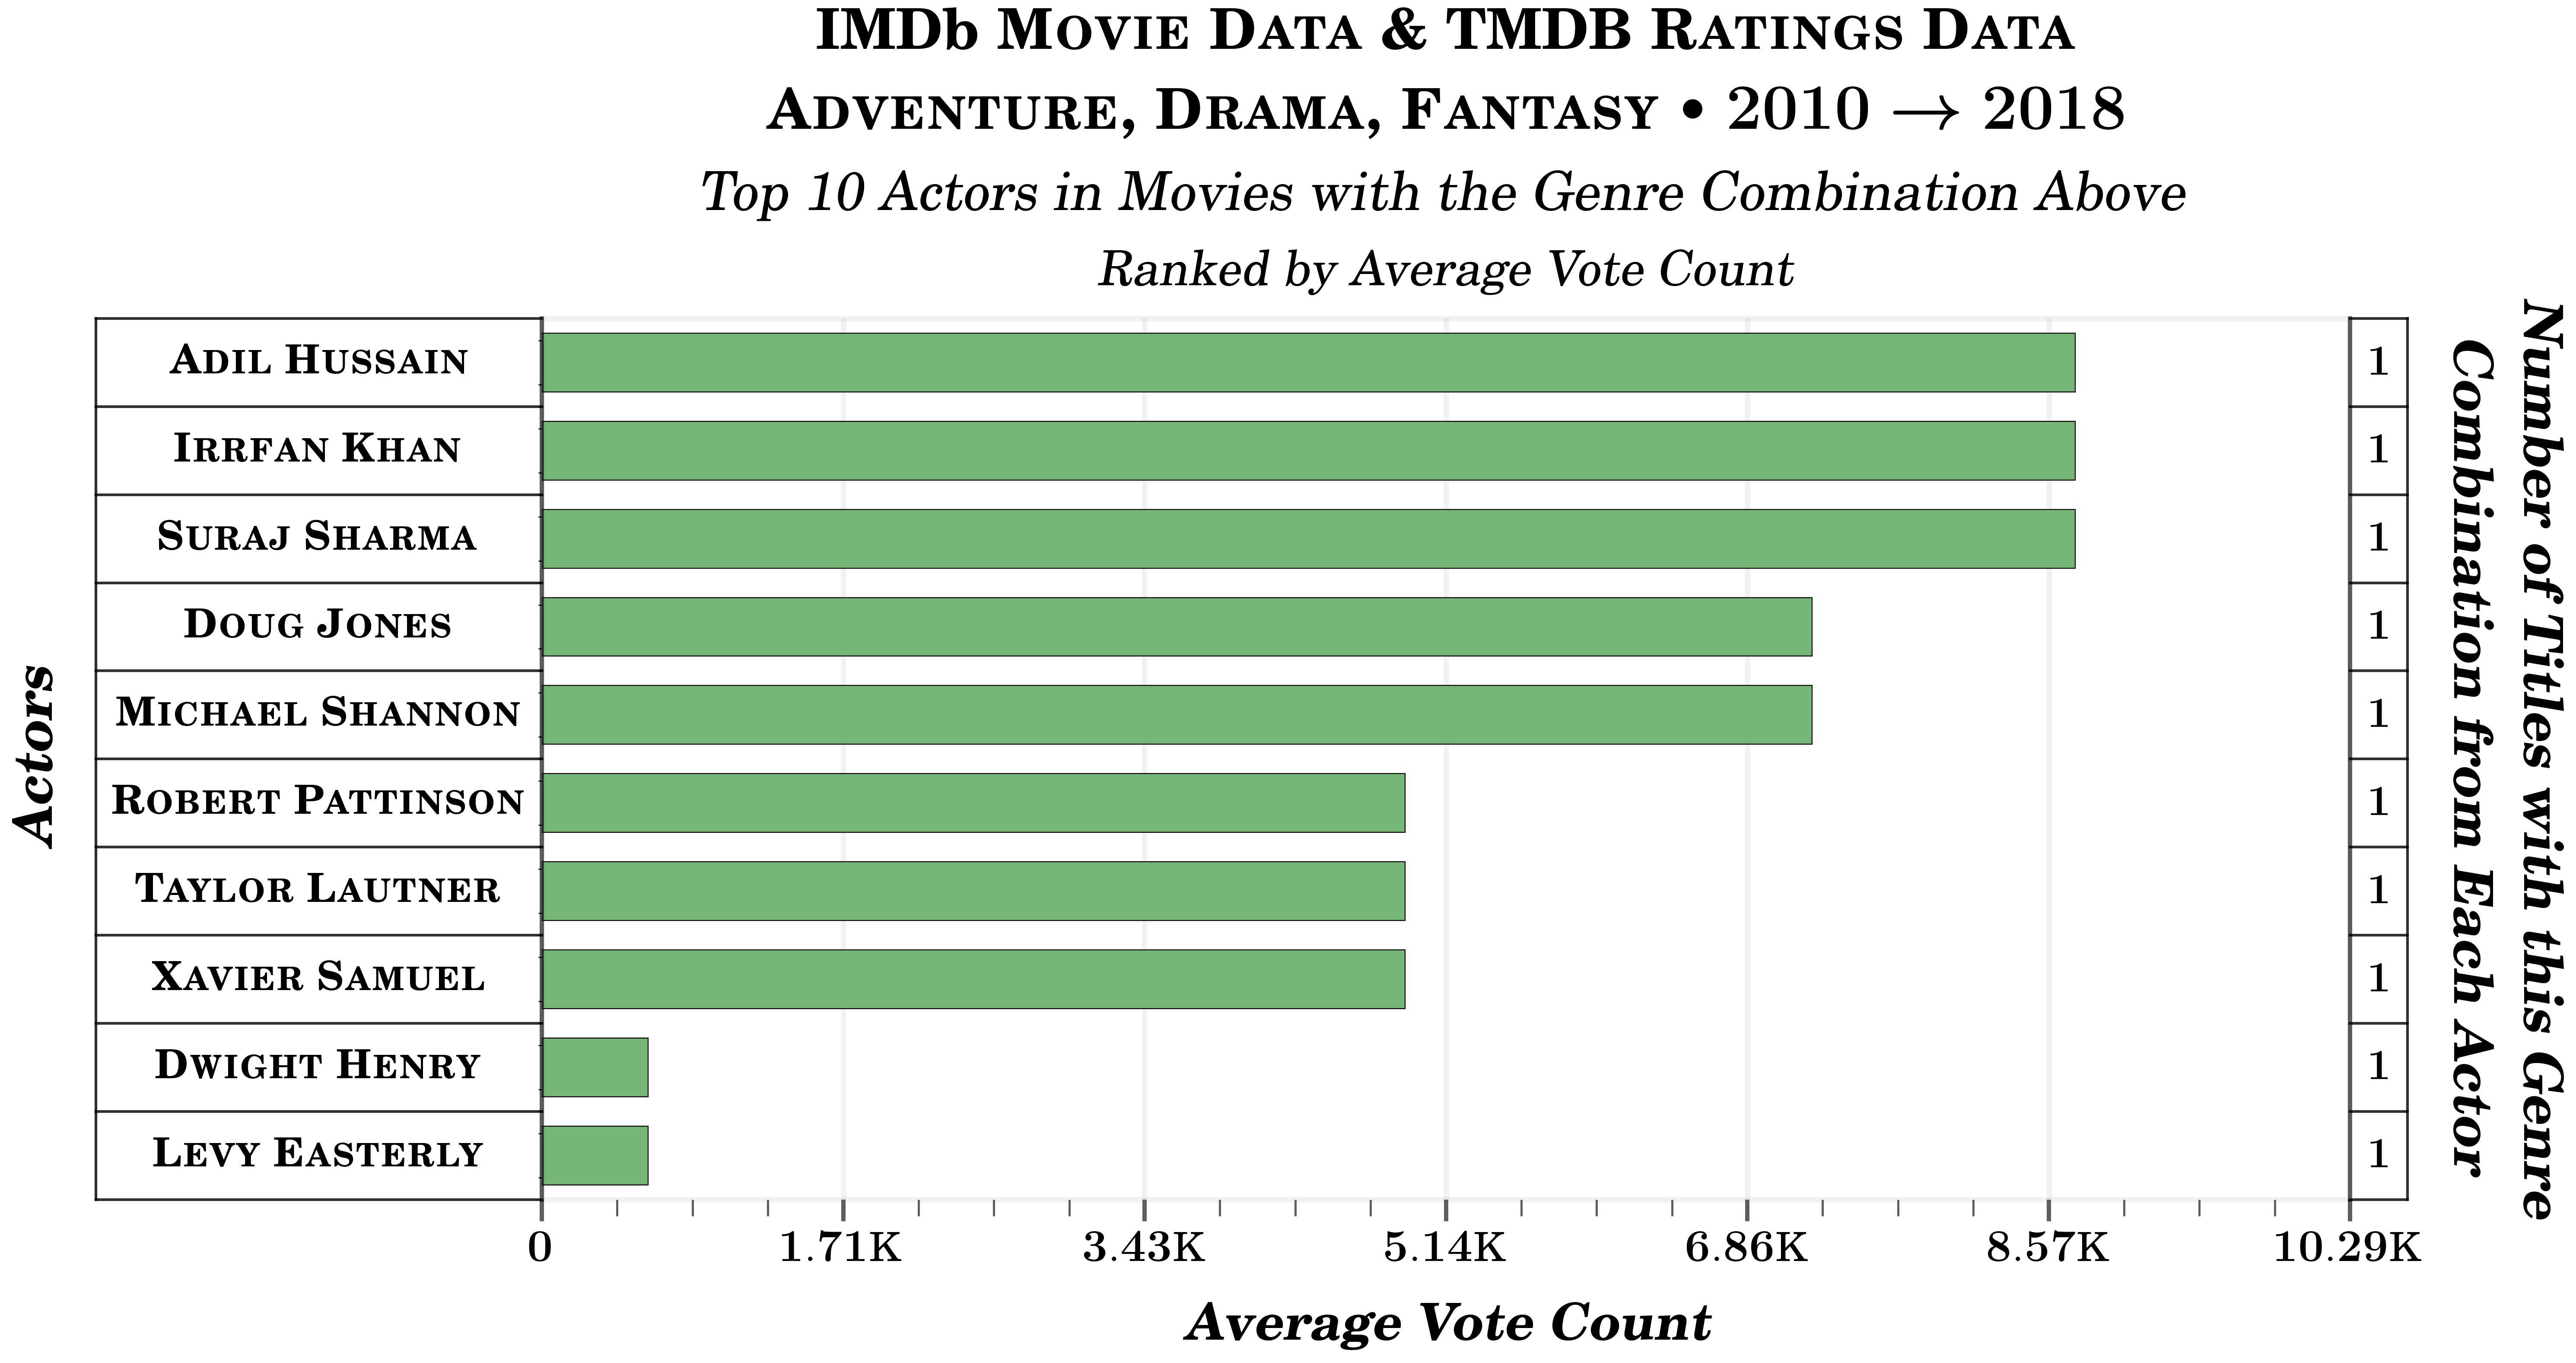 IMDb Movie Data & TMDB Ratings Data
Adventure, Drama, Fantasy • 2010 → 2018
Top 10 Actors in Movies with the Genre Combination Above
Ranked by Average Vote Count
Actors
Adil Hussain
Irrfan Khan
Suraj Sharma
Doug Jones
Michael Shannon
Robert Pattinson
Taylor Lautner
Xavier Samuel
Dwight Henry
Levy Easterly
1
1
1
1
1
1
1
1
1
1
Number of Titles with this Genre
Combination from Each Actor
0 1.71K 3.43K 5.14K 6.86K 8.57K 10.29K
Average Vote Count